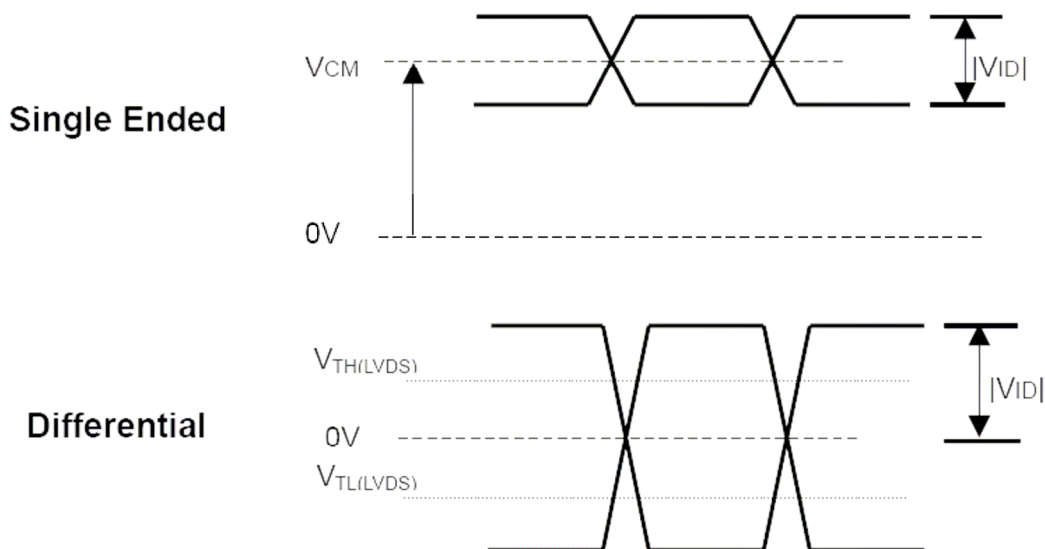 VCM
|VID|
Single Ended
0V
VTH(LVDS)
|VID|
Differential
0V
VTL(LVDS)